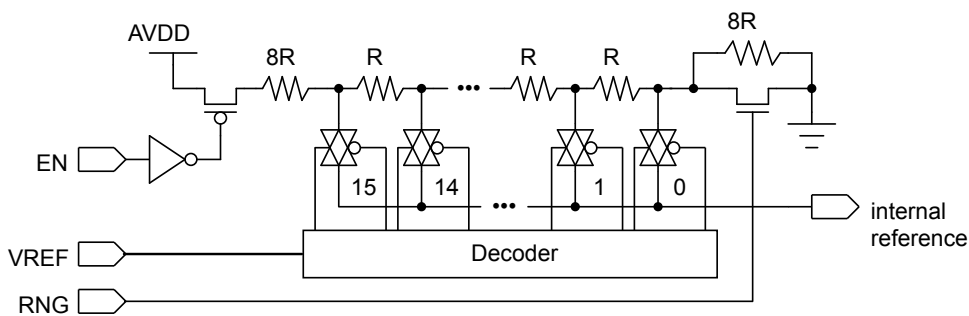 AVDD
8R
R
•••
R
R
8R
EN
15
14
1
0
•••
internal
reference
VREF
Decoder
RNG